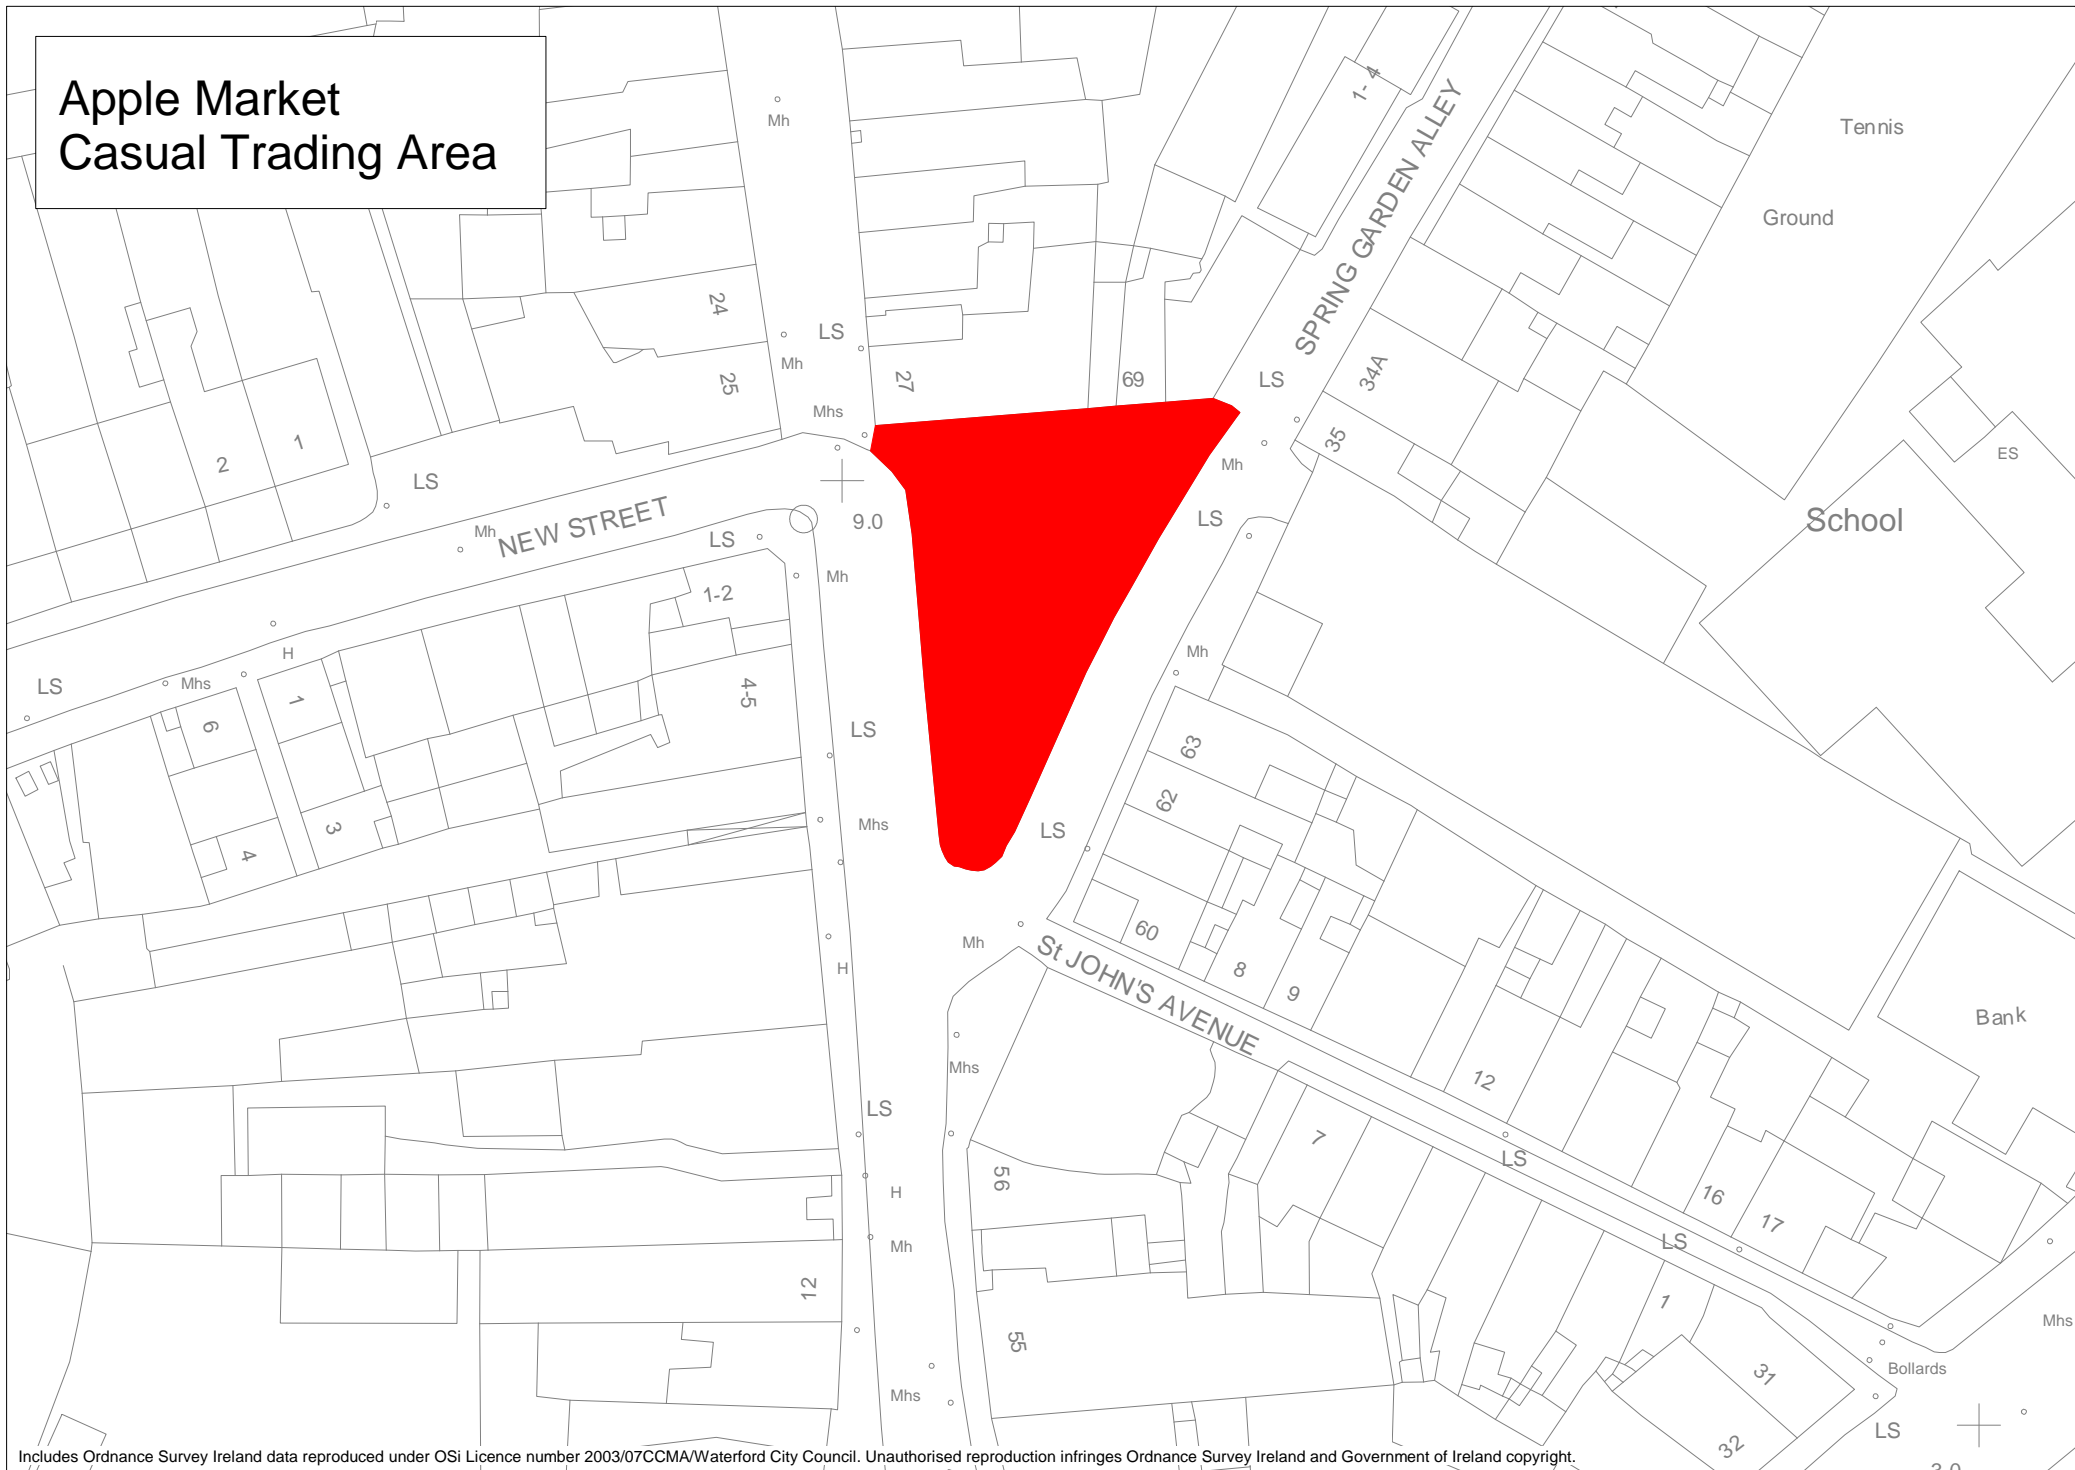 Apple Market
Casual Trading Area
Mh
1-4
SPRING GARDEN ALLEY
Tennis
Ground
24
LS
Mh
25
27
69
LS
34A
Mhs
35
2
1
LS
Mh
ES
NEW STREET
Mh
LS
9.0
LS
School
Mh
1-2
H
Mh
LS
Mhs
1
6
4-5
LS
63
62
3
4
Mhs
LS
60
Mh
St JOHN'S AVENUE
H
8
9
Bank
Mhs
12
LS
7
LS
56
H
16
17
Mh
LS
12
1
55
Mhs
Bollards
31
Mhs
LS
32
Includes Ordnance Survey Ireland data reproduced under OSi Licence number 2003/07CCMA/Waterford City Council. Unauthorised reproduction infringes Ordnance Survey Ireland and Government of Ireland copyright.